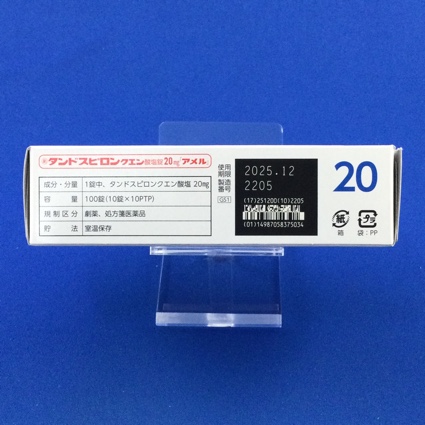 タンドスピロンクエン酸塩錠20mg「アメル」
成分・分量 1錠中、タンドスピロンクエン酸塩 20mg
容量 100錠(10錠×10PTP)
規制区分 劇薬、処方箋医薬品
貯法 室温保存
使用期限 2025.12
製造番号 2205
(17)251200(10)2205
(01)14987058375034
20
紙
箱
プラ
袋:PP